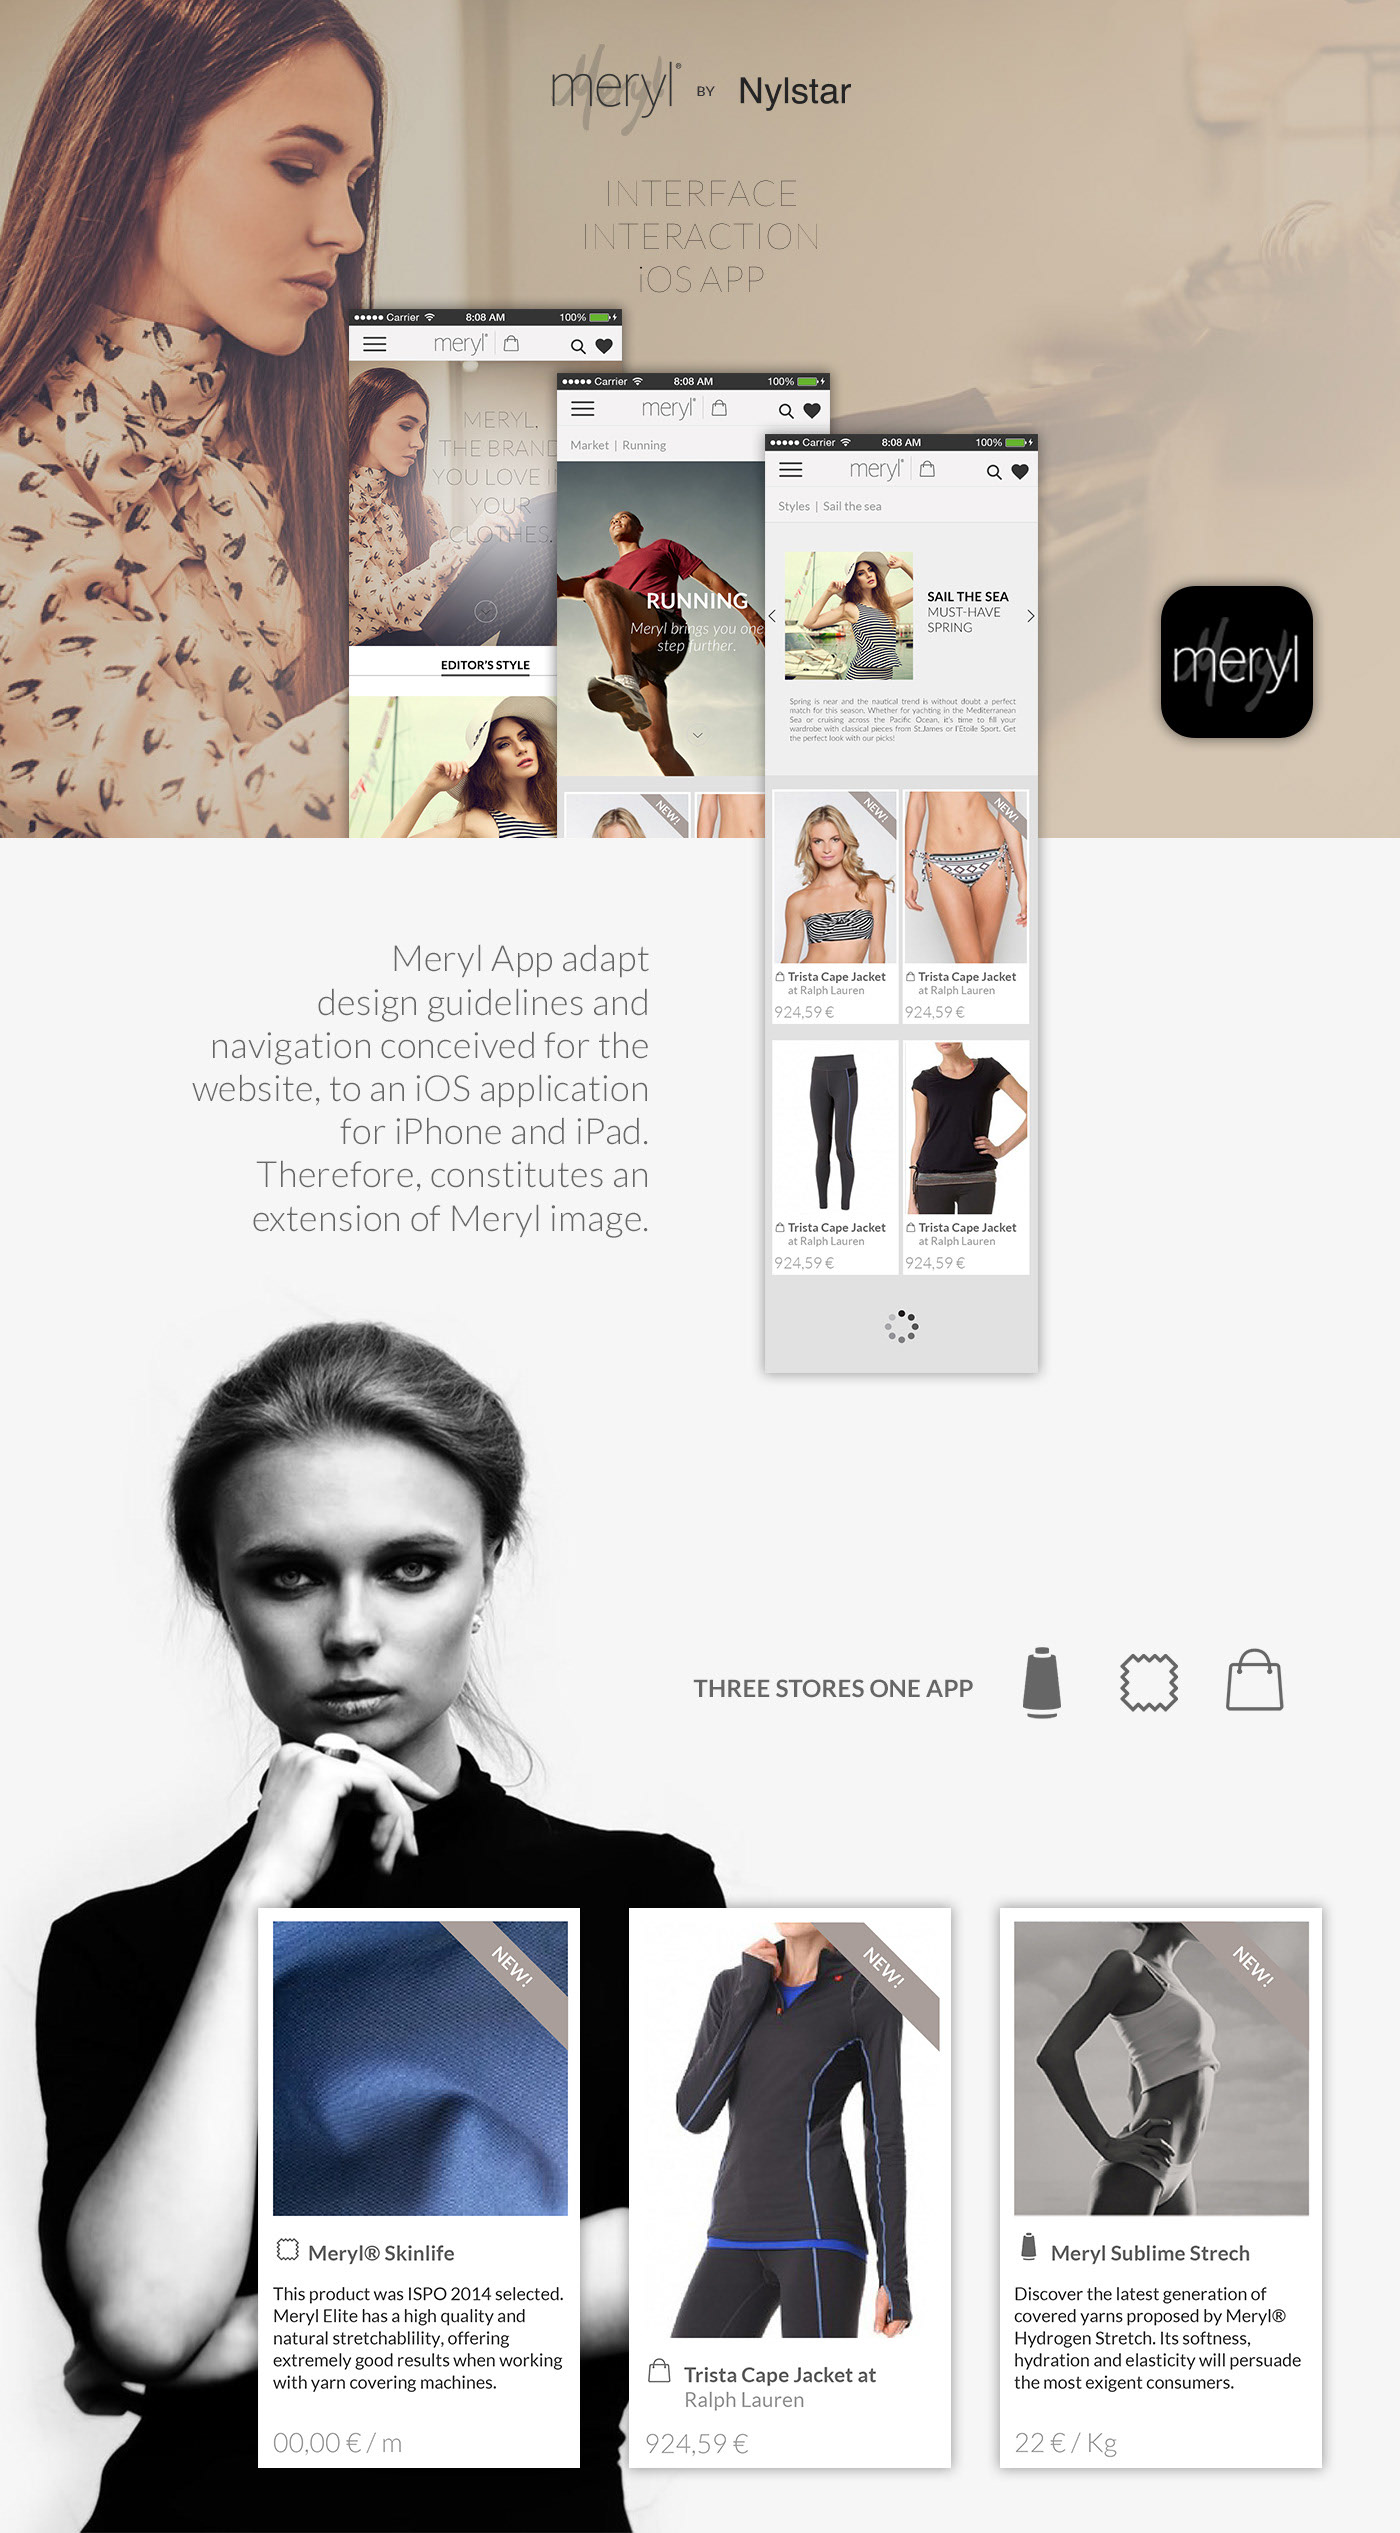 meryl® BY Nylstar
INTERFACE
INTERACTION
iOS APP
Carrier 8:08 AM 100%
meryl®
MERYL.
THE BRAND
YOU LOVE I
YOUR
CLOTHES.
EDITOR'S STYLE
Carrier 8:08 AM 100%
meryl®
Market | Running
RUNNING
Meryl brings you one
step further.
NEW!
Carrier 8:08 AM 100%
meryl®
Styles | Sail the sea
SAIL THE SEA
MUST-HAVE
SPRING
Spring is near and the nautical trend is without doubt a perfect
match for this season. Whether for yachting in the Mediterranean
Sea or cruising across the Pacific Ocean, it's time to fill your
wardrobe with classical pieces from St.James or l'Etoile Sport. Get
the perfect look with our picks!
NEW! NEW!
Trista Cape Jacket Trista Cape Jacket
at Ralph Lauren at Ralph Lauren
924,59 € 924,59 €
Trista Cape Jacket Trista Cape Jacket
at Ralph Lauren at Ralph Lauren
924,59 € 924,59 €
meryl
Meryl App adapt
design guidelines and
navigation conceived for the
website, to an iOS application
for iPhone and iPad.
Therefore, constitutes an
extension of Meryl image.
THREE STORES ONE APP
NEW!
Meryl® Skinlife
This product was ISPO 2014 selected.
Meryl Elite has a high quality and
natural stretchablility, offering
extremely good results when working
with yarn covering machines.
00,00 € / m
NEW!
Trista Cape Jacket at
Ralph Lauren
924,59 €
NEW!
Meryl Sublime Strech
Discover the latest generation of
covered yarns proposed by Meryl®
Hydrogen Stretch. Its softness,
hydration and elasticity will persuade
the most exigent consumers.
22 € / Kg